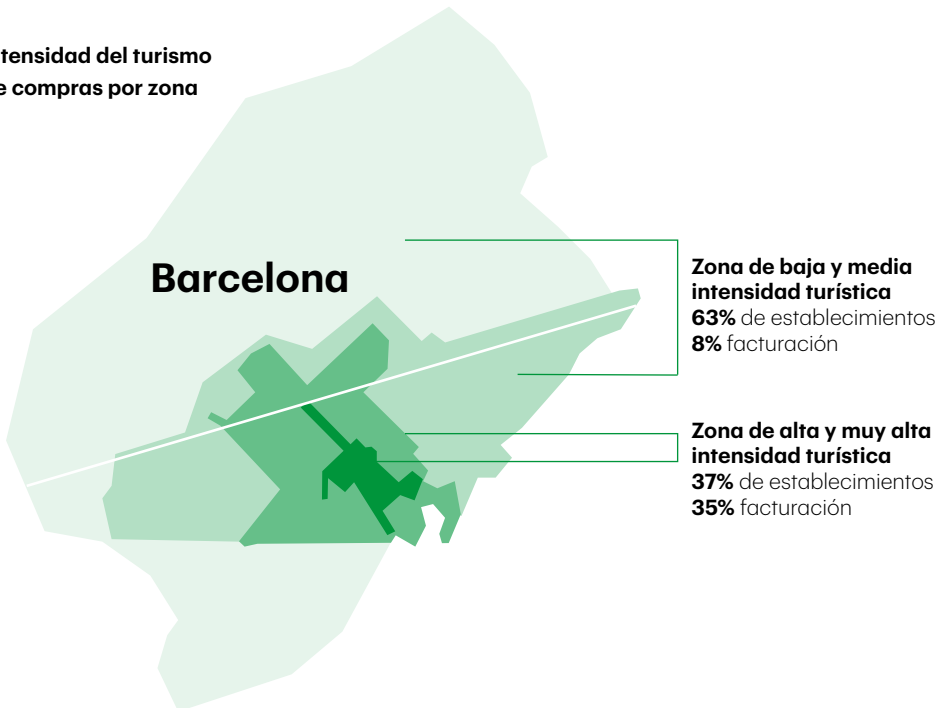 tensidad del turismo
e compras por zona
Barcelona
Zona de baja y media
intensidad turística
63% de establecimientos
8% facturación
Zona de alta y muy alta
intensidad turística
37% de establecimientos
35% facturación